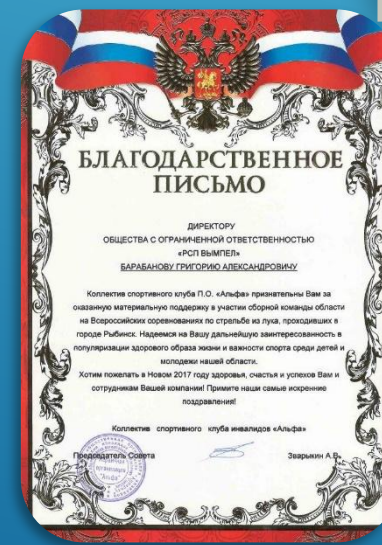 БЛАГОДАРСТВЕННОЕ
ПИСЬМО
ДИРЕКТОРУ
ОБЩЕСТВА С ОГРАНИЧЕННОЙ ОТВЕТСТВЕННОСТЬЮ
«РСП ВЫМПЕЛ»
БАРАБАНОВУ ГРИГОРИЮ АЛЕКСАНДРОВИЧУ
Коллектив спортивного клуба П.О. «Альфа» признательны Вам за
оказанную материальную поддержку в участии сборной команды области
на Всероссийских соревнованиях по стрельбе из лука, проходивших в
городе Рыбинск. Надеемся на Вашу дальнейшую заинтересованность в
популяризации здорового образа жизни и важности спорта среди детей и
молодежи нашей области.
Хотим пожелать в Новом 2017 году здоровья, счастья и успехов Вам и
сотрудникам Вашей компании! Примите наши самые искренние
поздравления!
Коллектив спортивного клуба инвалидов «Альфа»
Председатель Совета Зварыкин А.В.
"Альфа"